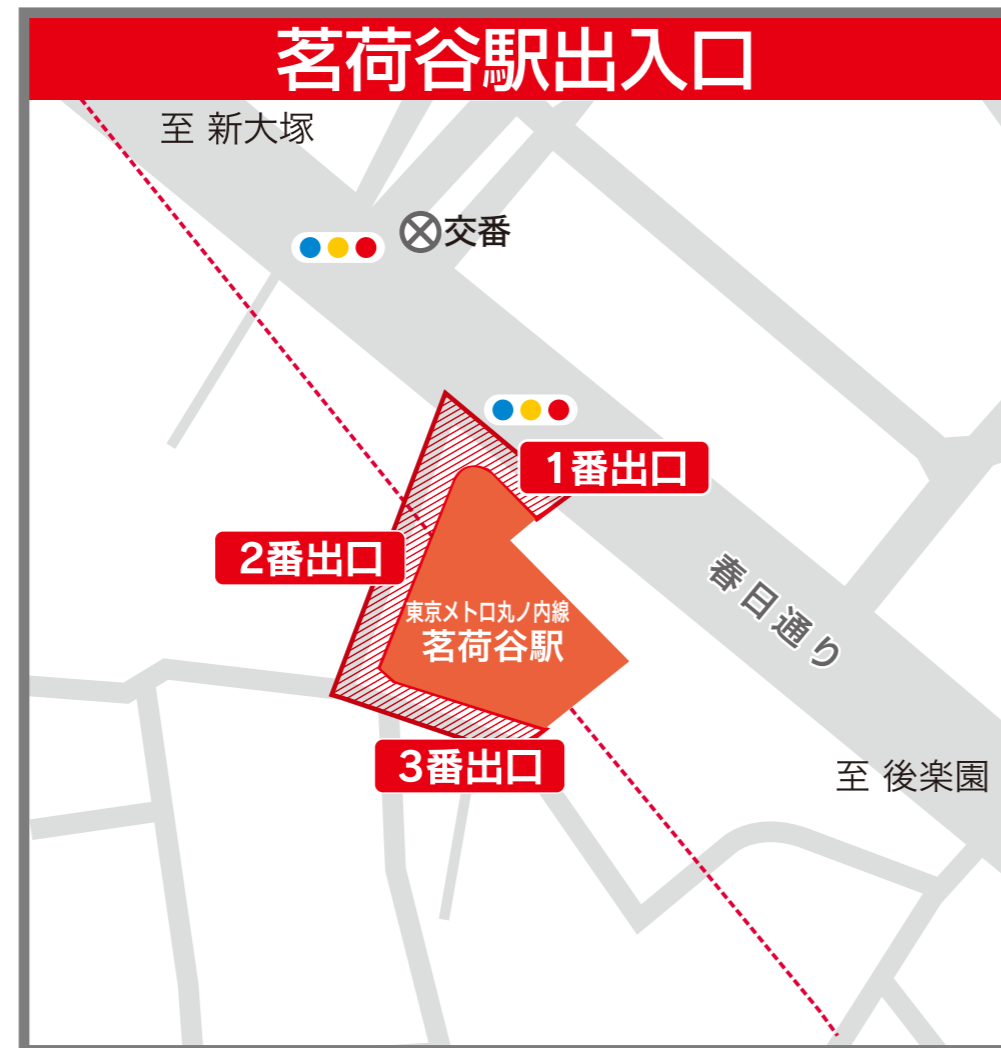 茗荷谷駅出入口
至 新大塚
交番
1番出口
2番出口
春日通り
東京メトロ丸ノ内線
茗荷谷駅
3番出口
至 後楽園